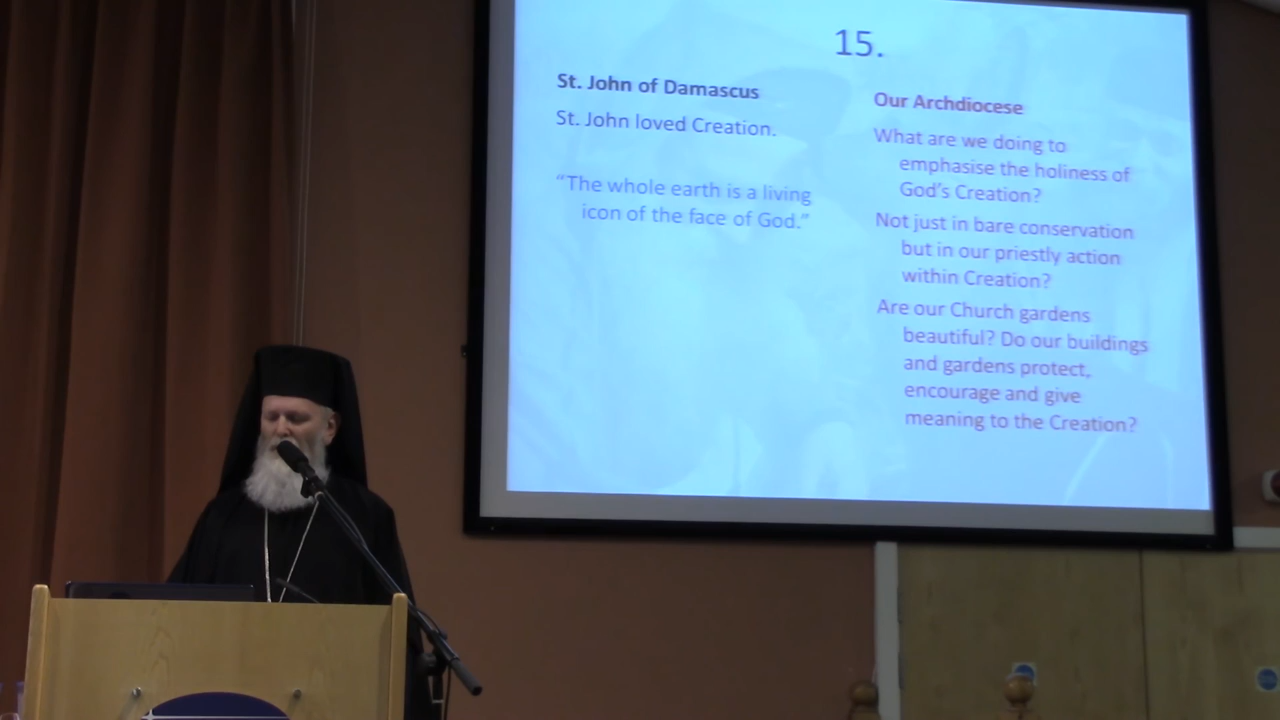 15.
St. John of Damascus
St. John loved Creation.
“The whole earth is a living
icon of the face of God.”
Our Archdiocese
What are we doing to
emphasise the holiness of
God’s Creation?
Not just in bare conservation
but in our priestly action
within Creation?
Are our Church gardens
beautiful? Do our buildings
and gardens protect,
encourage and give
meaning to the Creation?